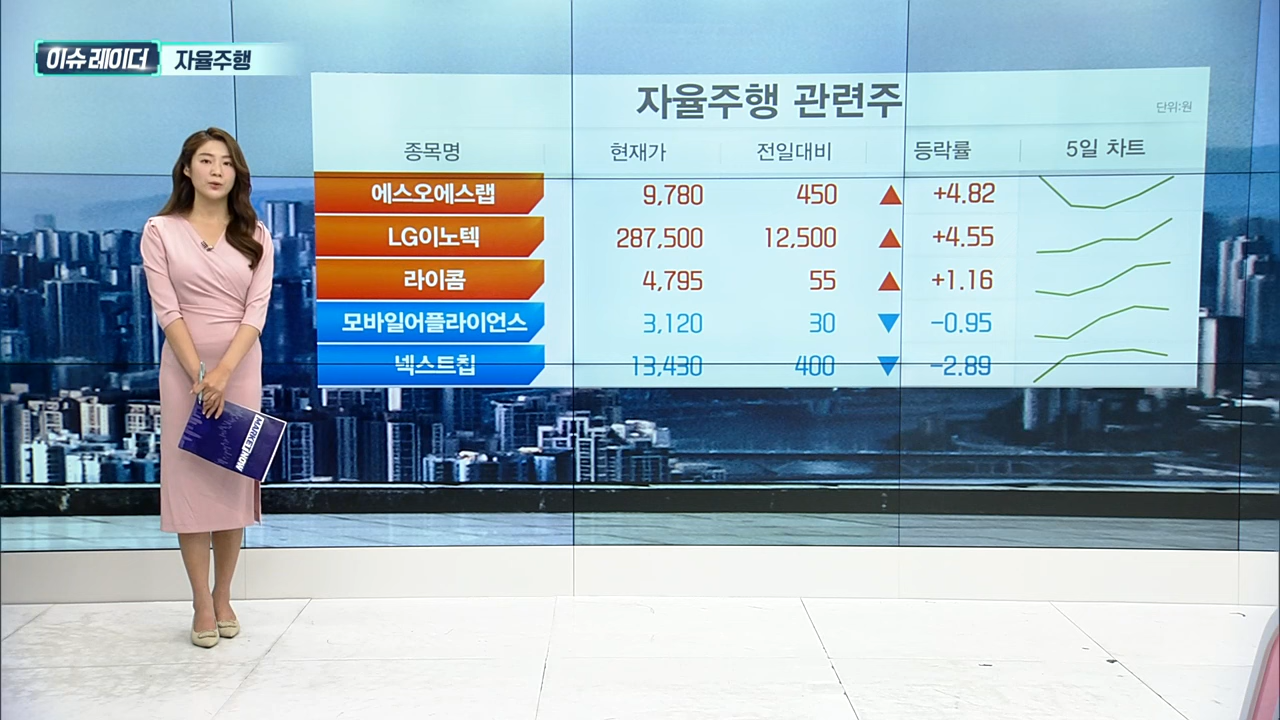 이슈 레이더 자율주행
자율주행 관련주
단위:원
종목명 현재가 전일대비 등락률 5일 차트
에스오에스랩 9,780 450 ▲ +4.82
LG이노텍 287,500 12,500 ▲ +4.55
라이콤 4,795 55 ▲ +1.16
모바일어플라이언스 3,120 30 ▼ -0.95
넥스트칩 13,430 400 ▼ -2.89
MARKET NOW